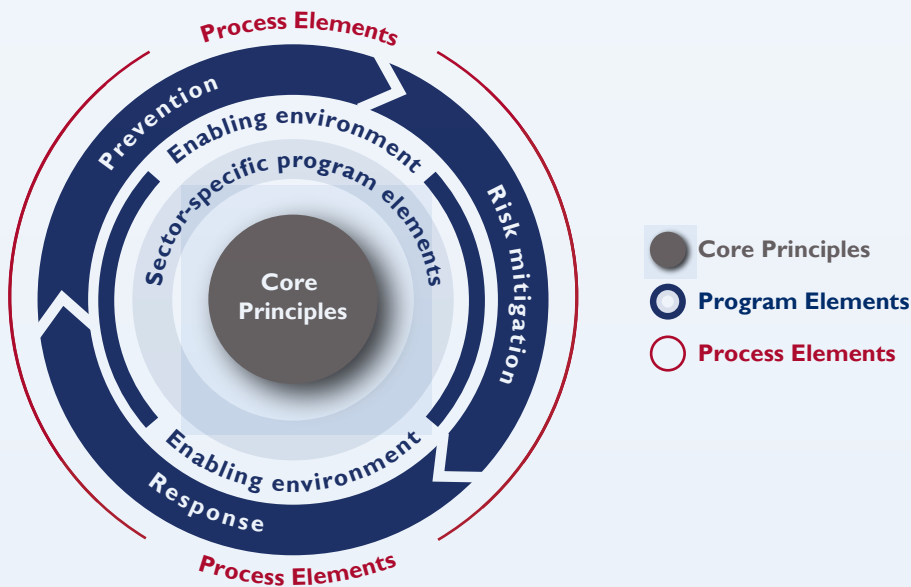 Process Elements
Prevention
Enabling environment
Sector-specific program elements
Risk mitigation
Core
Principles
Core Principles
Program Elements
Process Elements
Enabling environment
Response
Process Elements